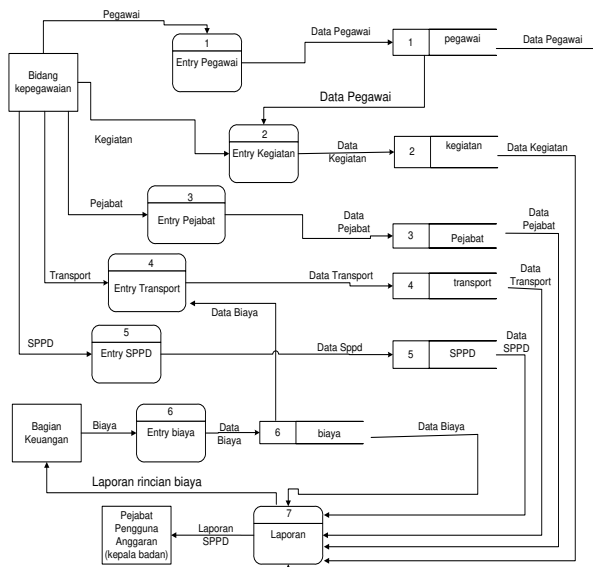 Pegawai
1
Entry Pegawai
Data Pegawai
1
pegawai
Data Pegawai
Bidang
kepegawaian
Data Pegawai
Kegiatan
2
Entry Kegiatan
Data
Kegiatan
2
kegiatan
Data Kegiatan
Pejabat
3
Entry Pejabat
Data
Pejabat
3
Pejabat
Data
Pejabat
Transport
4
Entry Transport
Data Transport
4
transport
Data
Transport
Data Biaya
SPPD
5
Entry SPPD
Data Sppd
5
SPPD
Data
SPPD
Bagian
Keuangan
Biaya
6
Entry biaya
Data
Biaya
6
biaya
Data Biaya
Laporan rincian biaya
Pejabat
Pengguna
Anggaran
(kepala badan)
Laporan
SPPD
7
Laporan